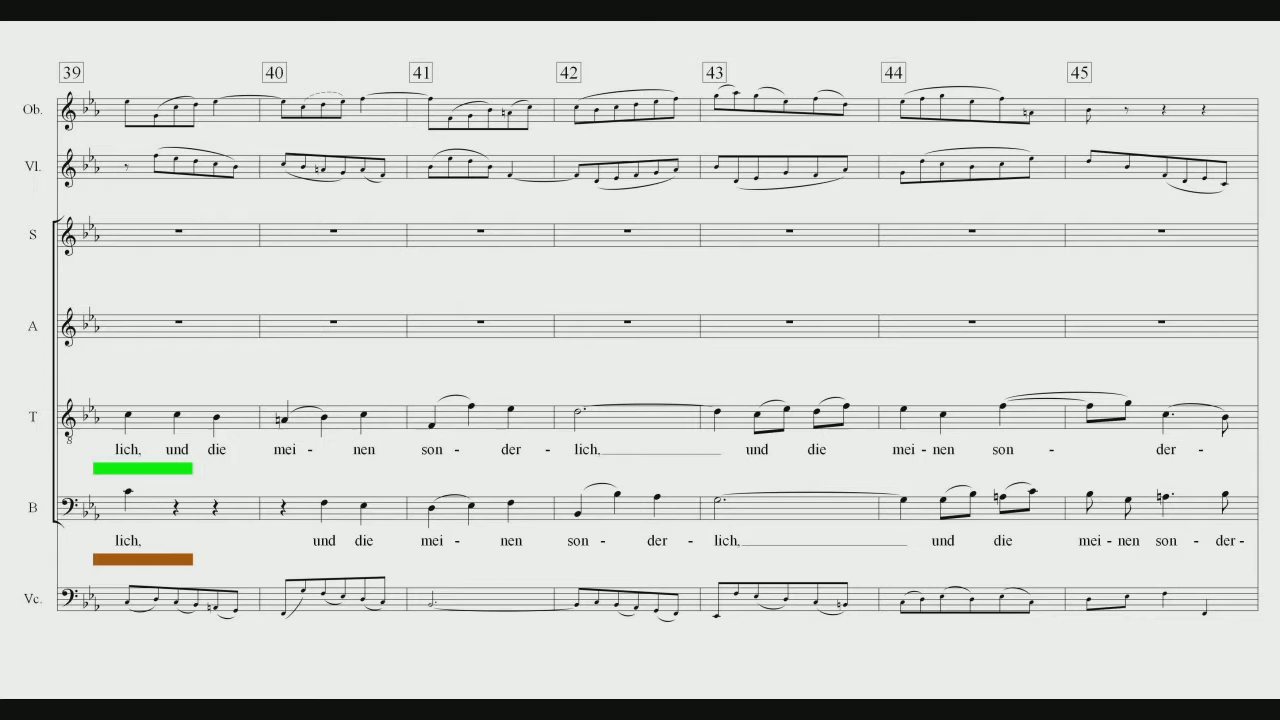 39 40 41 42 43 44 45
Ob.
Vl.
S
A
T
lich, und die mei - nen son - der - lich, und die mei - nen son - der -
B
lich, und die mei - nen son - der - lich, und die mei - nen son - der -
Vc.